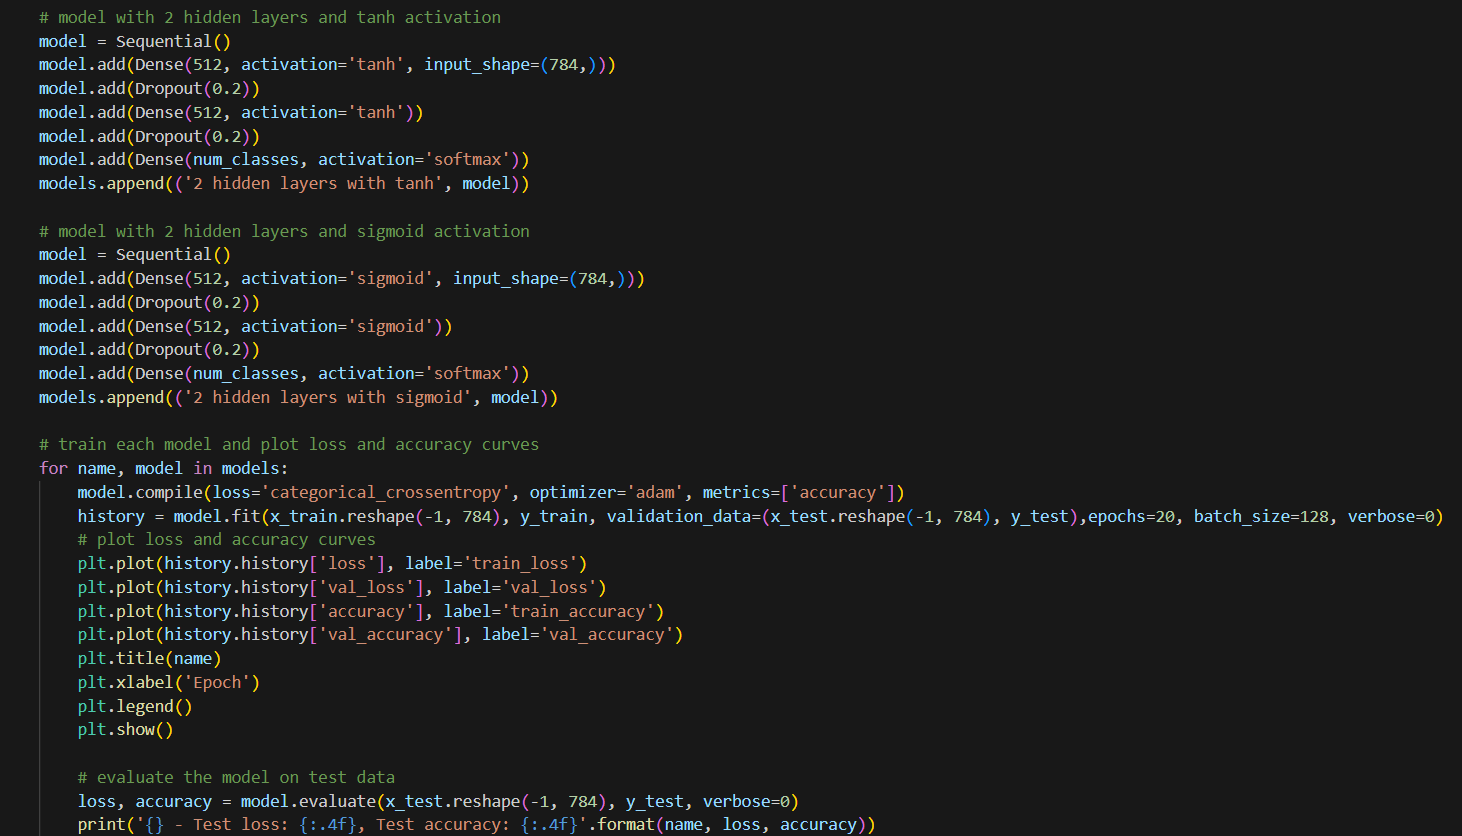 # model with 2 hidden layers and tanh activation
model = Sequential()
model.add(Dense(512, activation='tanh', input_shape=(784,)))
model.add(Dropout(0.2))
model.add(Dense(512, activation='tanh'))
model.add(Dropout(0.2))
model.add(Dense(num_classes, activation='softmax'))
models.append(('2 hidden layers with tanh', model))

# model with 2 hidden layers and sigmoid activation
model = Sequential()
model.add(Dense(512, activation='sigmoid', input_shape=(784,)))
model.add(Dropout(0.2))
model.add(Dense(512, activation='sigmoid'))
model.add(Dropout(0.2))
model.add(Dense(num_classes, activation='softmax'))
models.append(('2 hidden layers with sigmoid', model))

# train each model and plot loss and accuracy curves
for name, model in models:
    model.compile(loss='categorical_crossentropy', optimizer='adam', metrics=['accuracy'])
    history = model.fit(x_train.reshape(-1, 784), y_train, validation_data=(x_test.reshape(-1, 784), y_test),epochs=20, batch_size=128, verbose=0)
    # plot loss and accuracy curves
    plt.plot(history.history['loss'], label='train_loss')
    plt.plot(history.history['val_loss'], label='val_loss')
    plt.plot(history.history['accuracy'], label='train_accuracy')
    plt.plot(history.history['val_accuracy'], label='val_accuracy')
    plt.title(name)
    plt.xlabel('Epoch')
    plt.legend()
    plt.show()

    # evaluate the model on test data
    loss, accuracy = model.evaluate(x_test.reshape(-1, 784), y_test, verbose=0)
    print('{} - Test loss: {:.4f}, Test accuracy: {:.4f}'.format(name, loss, accuracy))